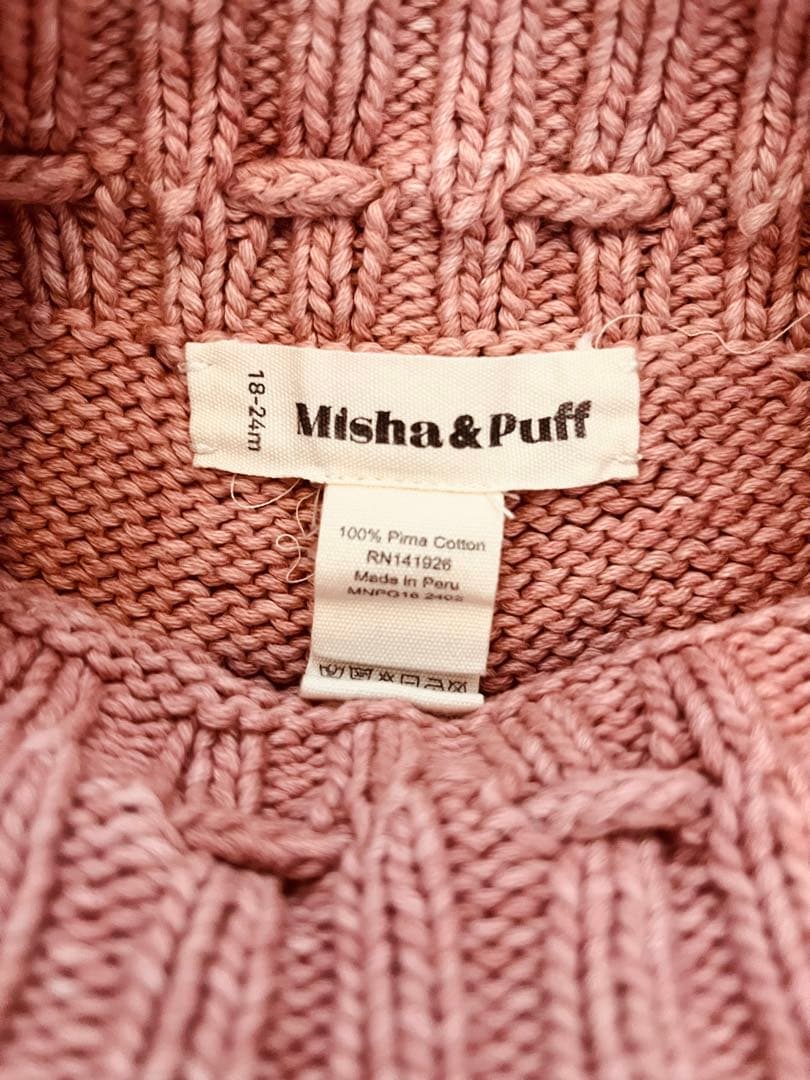 18-24m
Misha & Puff
100% Pima Cotton
RN141926
Made in Peru